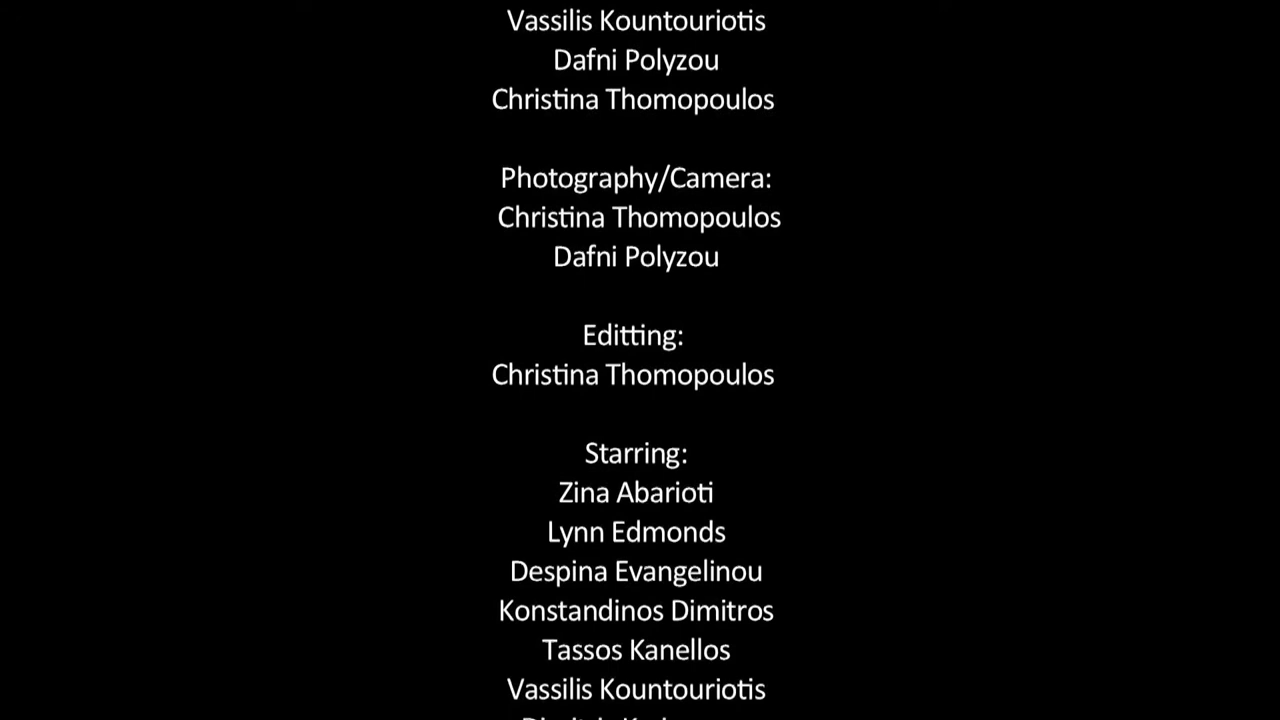 Vassilis Kountouriotis
Dafni Polyzou
Christina Thomopoulos
Photography/Camera:
Christina Thomopoulos
Dafni Polyzou
Editting:
Christina Thomopoulos
Starring:
Zina Abarioti
Lynn Edmonds
Despina Evangelinou
Konstandinos Dimitros
Tassos Kanellos
Vassilis Kountouriotis